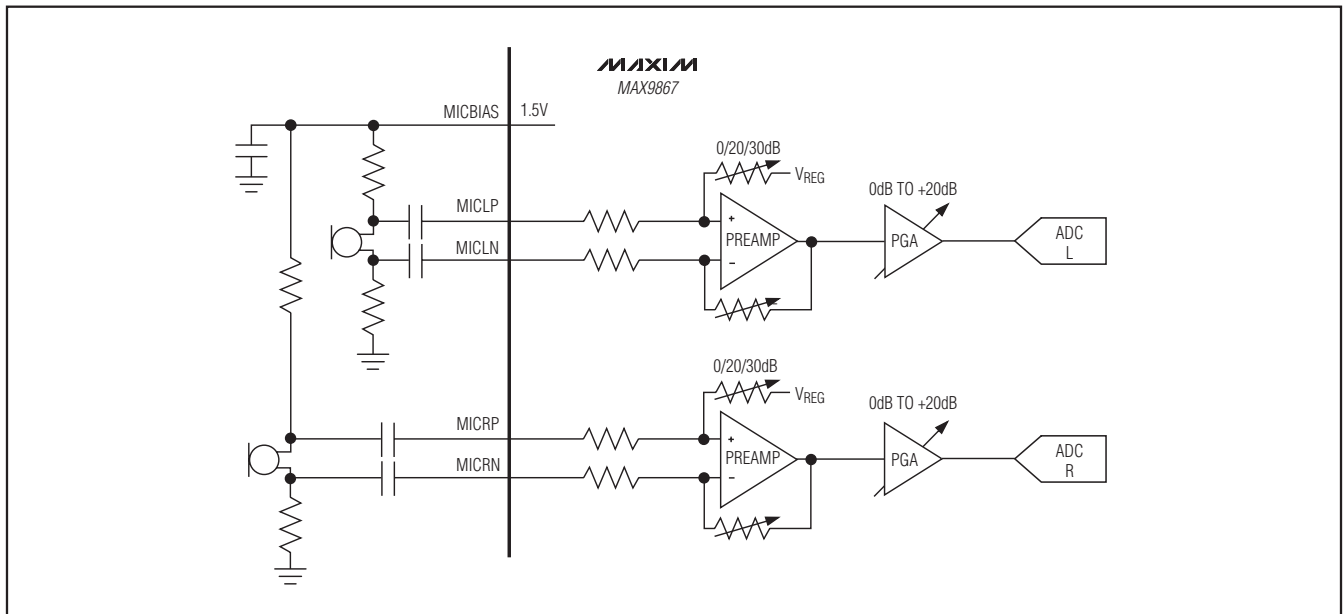 MAXIM
MAX9867
MICBIAS 1.5V
0/20/30dB
VREG
0dB TO +20dB
MICLP
+
PREAMP
−
PGA
ADC
L
MICLN
0/20/30dB
VREG
0dB TO +20dB
MICRP
+
PREAMP
−
PGA
ADC
R
MICRN